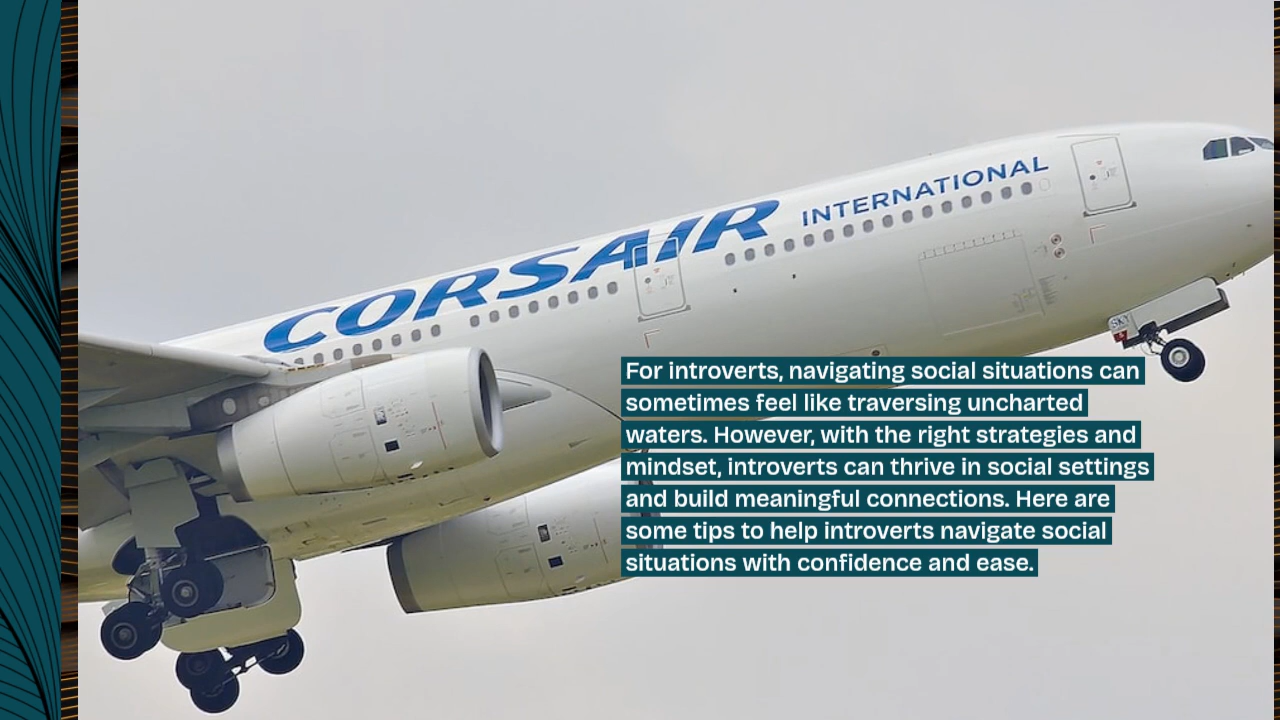 CORSAIR INTERNATIONAL
SKY
For introverts, navigating social situations can
sometimes feel like traversing uncharted
waters. However, with the right strategies and
mindset, introverts can thrive in social settings
and build meaningful connections. Here are
some tips to help introverts navigate social
situations with confidence and ease.